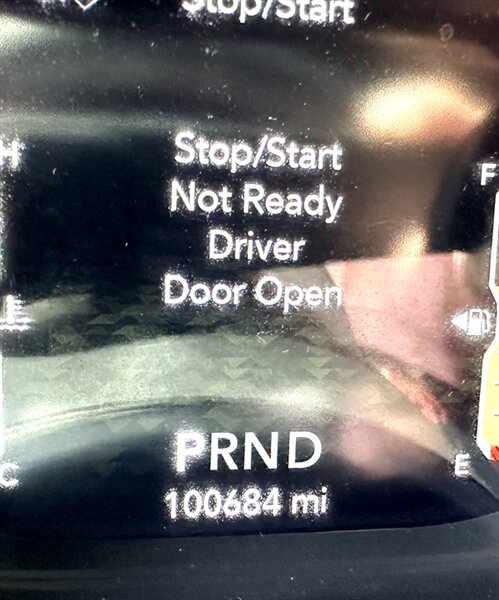 Stop/Start
Stop/Start
Not Ready
Driver
Door Open
H
F
C
E
PRND
100684 mi